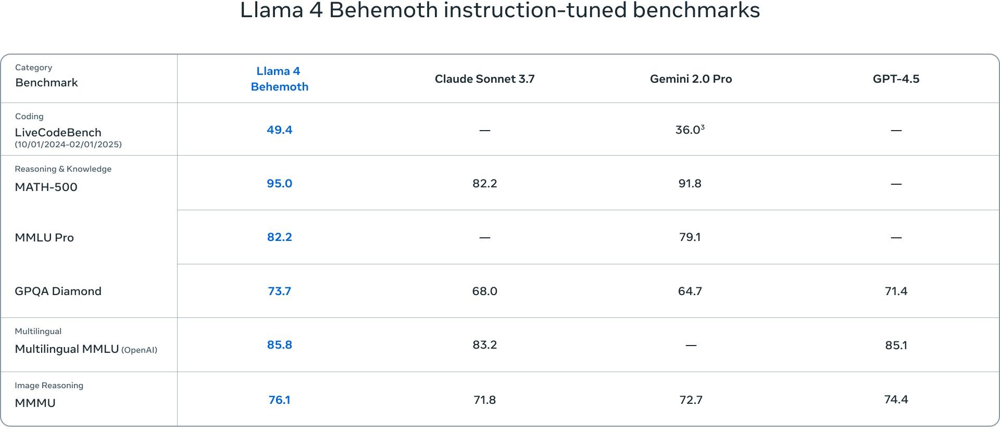 Llama 4 Behemoth instruction-tuned benchmarks
Category
Benchmark
Llama 4
Behemoth
Claude Sonnet 3.7
Gemini 2.0 Pro
GPT-4.5
Coding
LiveCodeBench
(10/01/2024-02/01/2025)
49.4
—
36.0³
—
Reasoning & Knowledge
MATH-500
95.0
82.2
91.8
—
MMLU Pro
82.2
—
79.1
—
GPQA Diamond
73.7
68.0
64.7
71.4
Multilingual
Multilingual MMLU (OpenAI)
85.8
83.2
—
85.1
Image Reasoning
MMMU
76.1
71.8
72.7
74.4